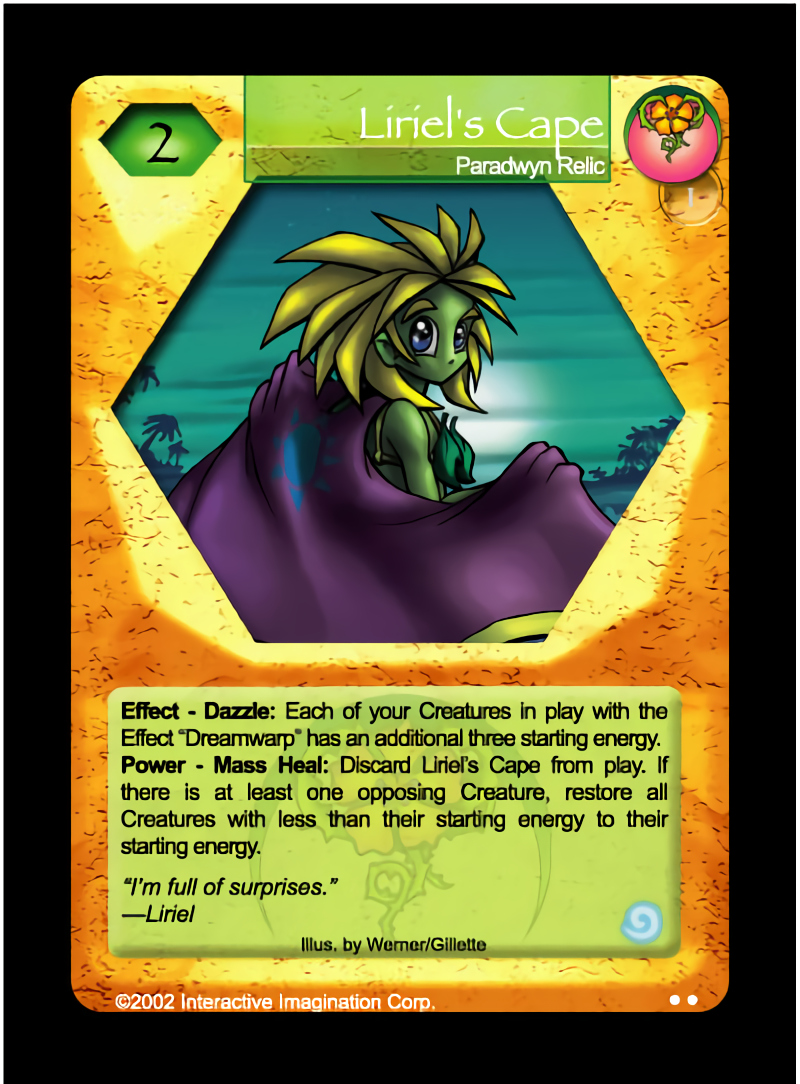 2
Liriel's Cape
Paradwyn Relic
1
Effect - Dazzle: Each of your Creatures in play with the
Effect "Dreamwarp" has an additional three starting energy.
Power - Mass Heal: Discard Liriel's Cape from play. If
there is at least one opposing Creature, restore all
Creatures with less than their starting energy to their
starting energy.
"I'm full of surprises."
—Liriel
Illus. by Werner/Gillette
©2002 Interactive Imagination Corp.